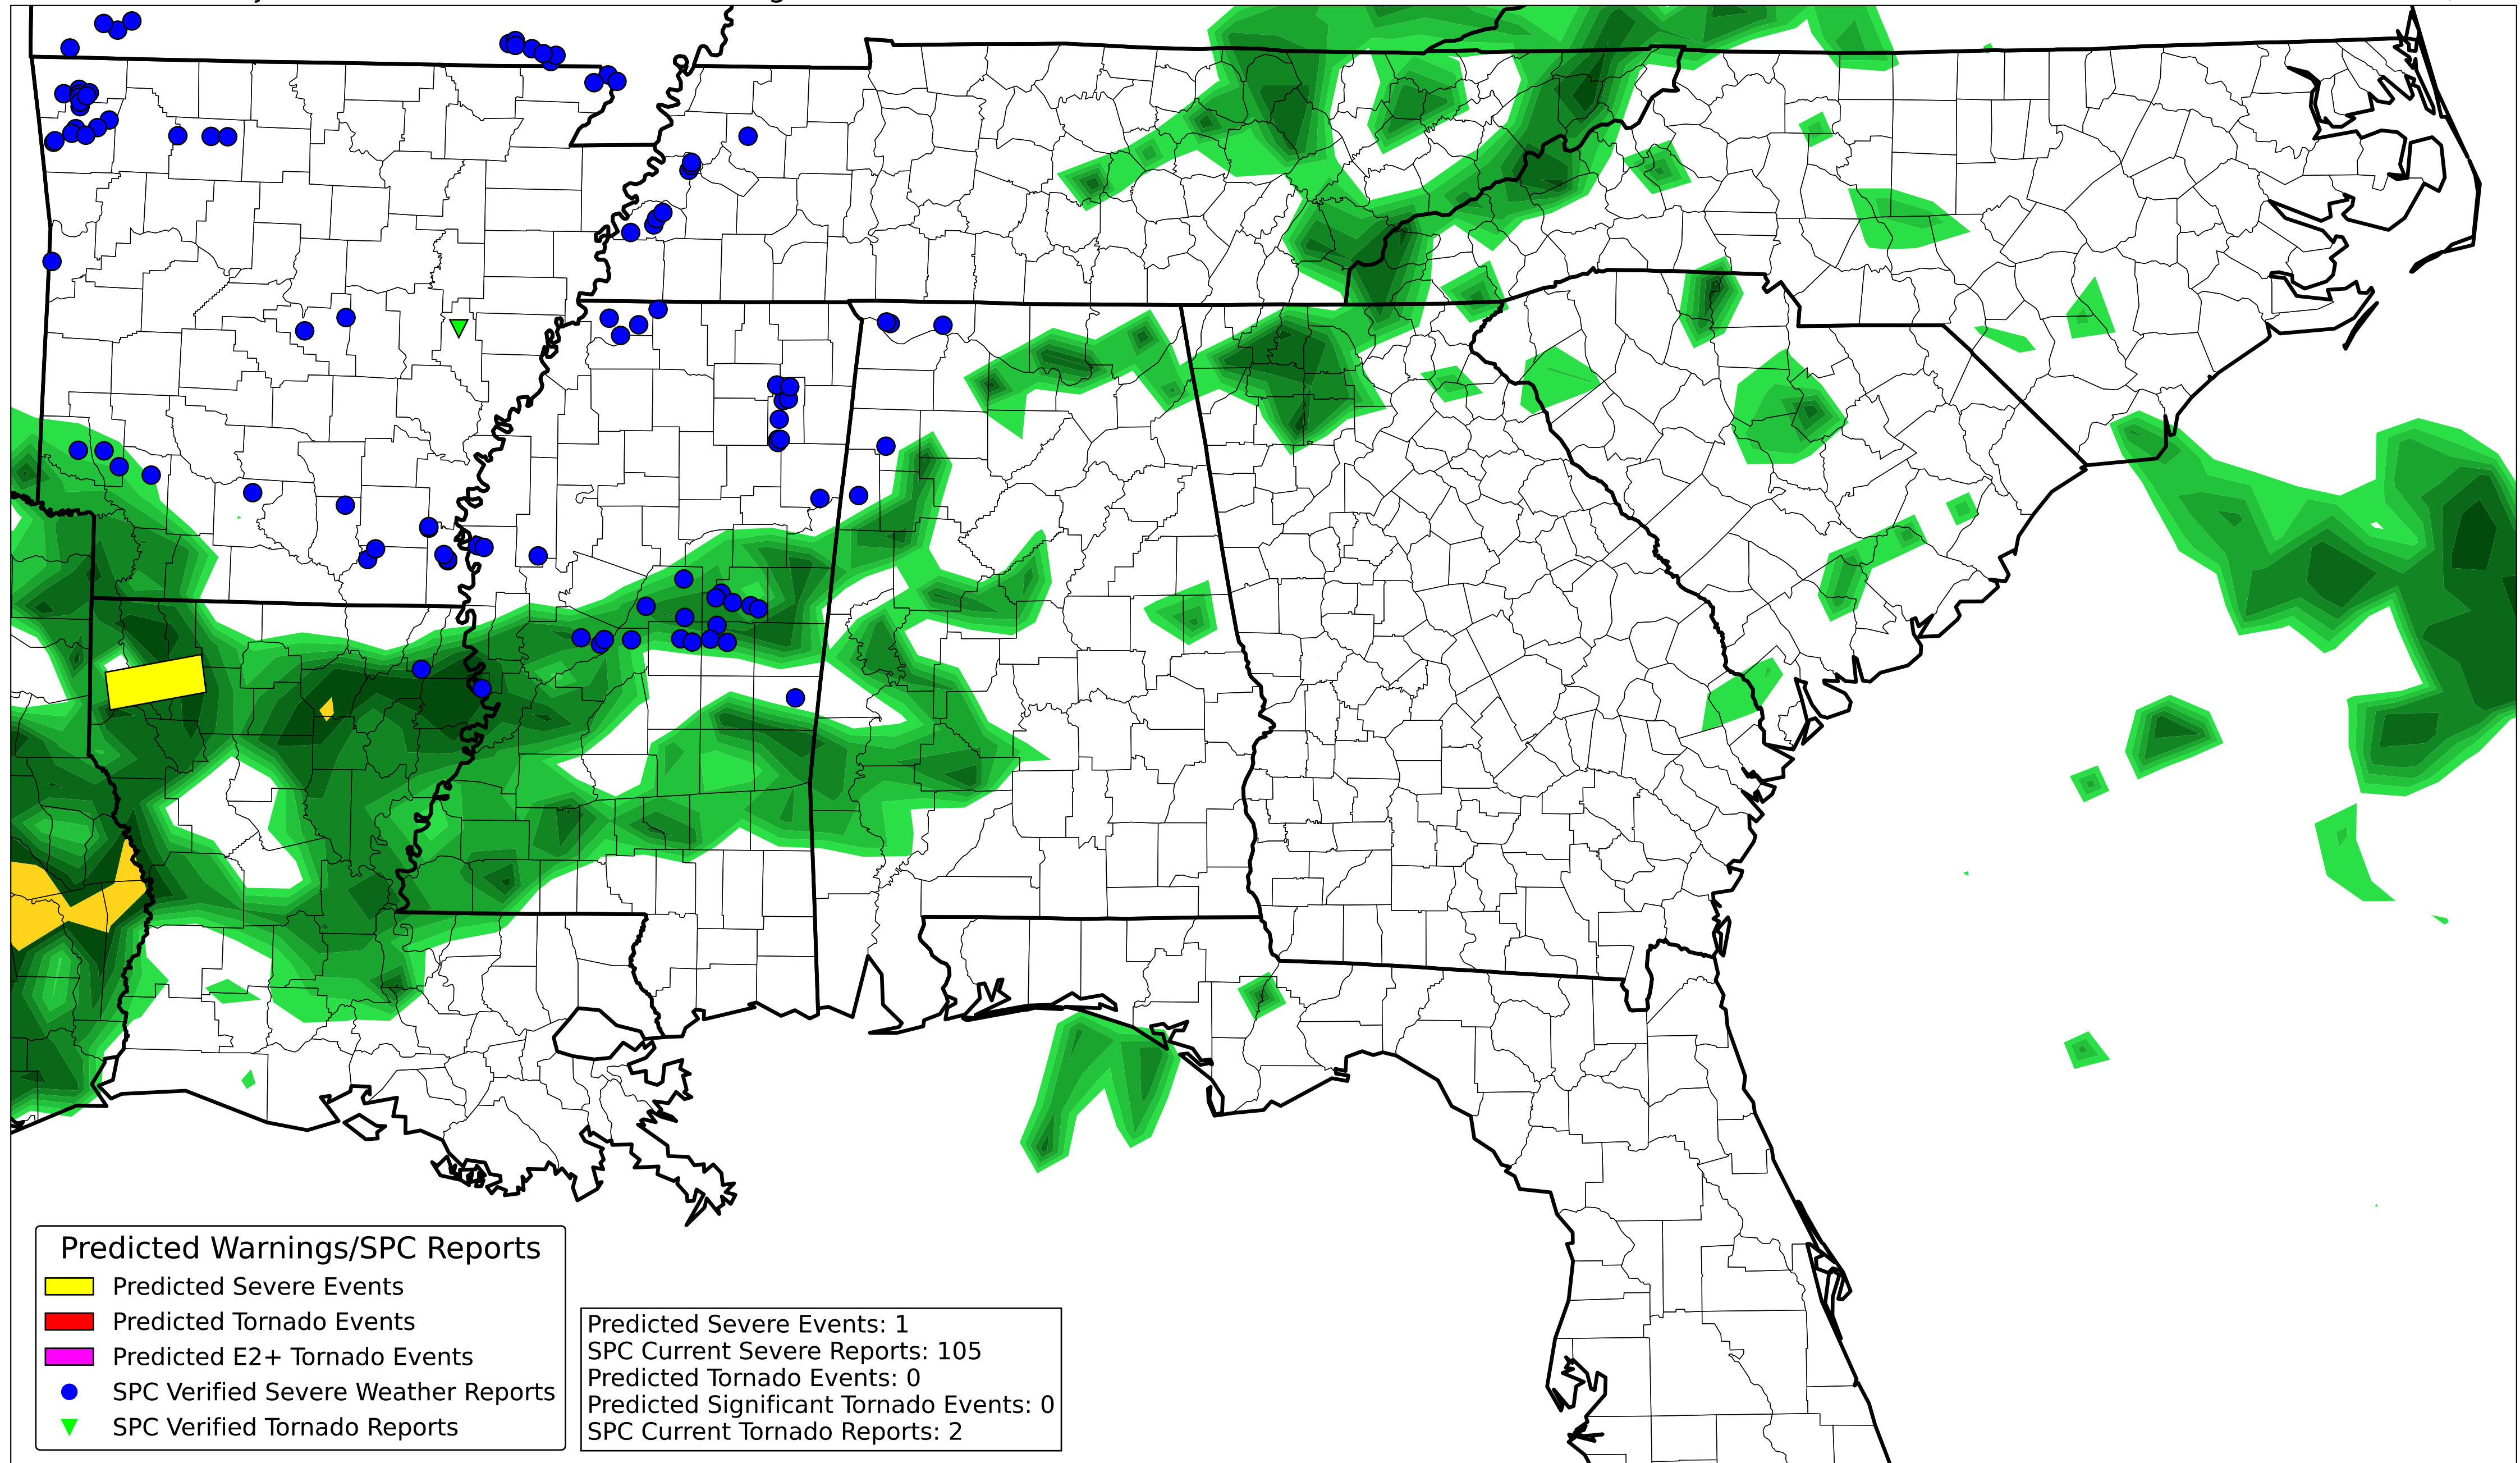 Predicted Warnings/SPC Reports
Predicted Severe Events
Predicted Tornado Events
Predicted E2+ Tornado Events
SPC Verified Severe Weather Reports
SPC Verified Tornado Reports
Predicted Severe Events: 1
SPC Current Severe Reports: 105
Predicted Tornado Events: 0
Predicted Significant Tornado Events: 0
SPC Current Tornado Reports: 2